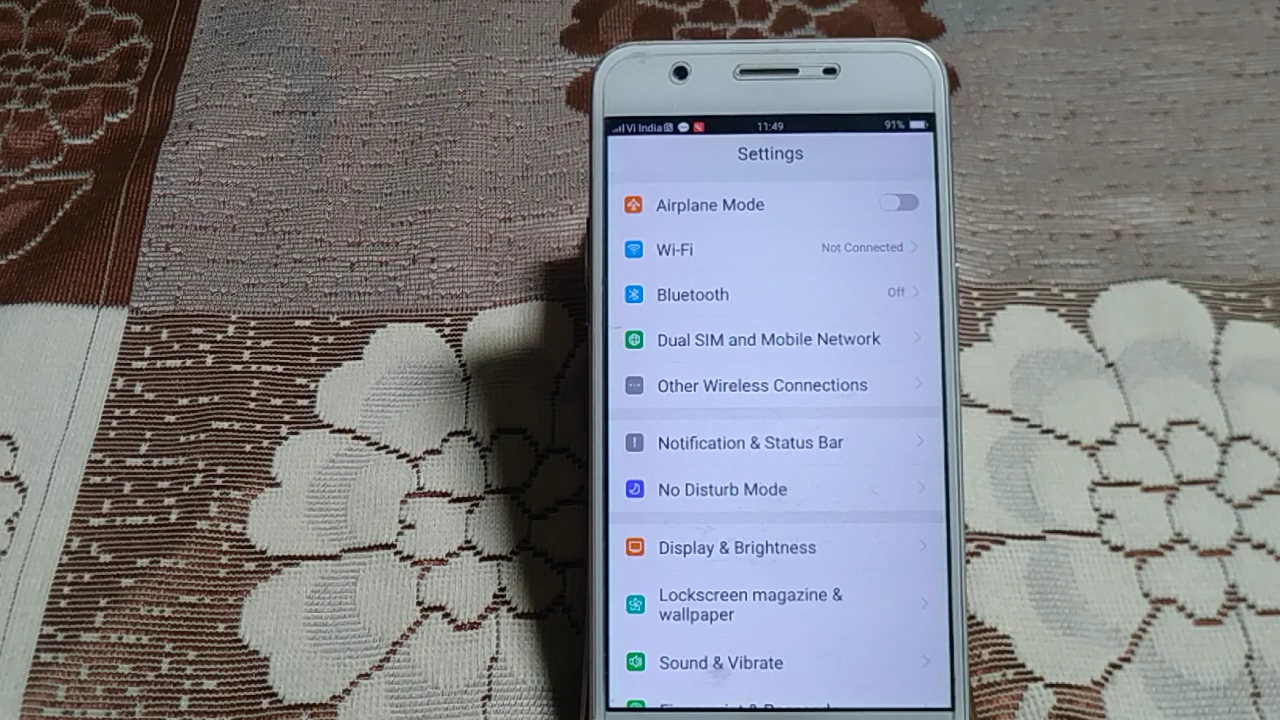 Vi India 11:49 91%
Settings
Airplane Mode
Wi-Fi Not Connected
Bluetooth Off
Dual SIM and Mobile Network
Other Wireless Connections
Notification & Status Bar
No Disturb Mode
Display & Brightness
Lockscreen magazine &
wallpaper
Sound & Vibrate